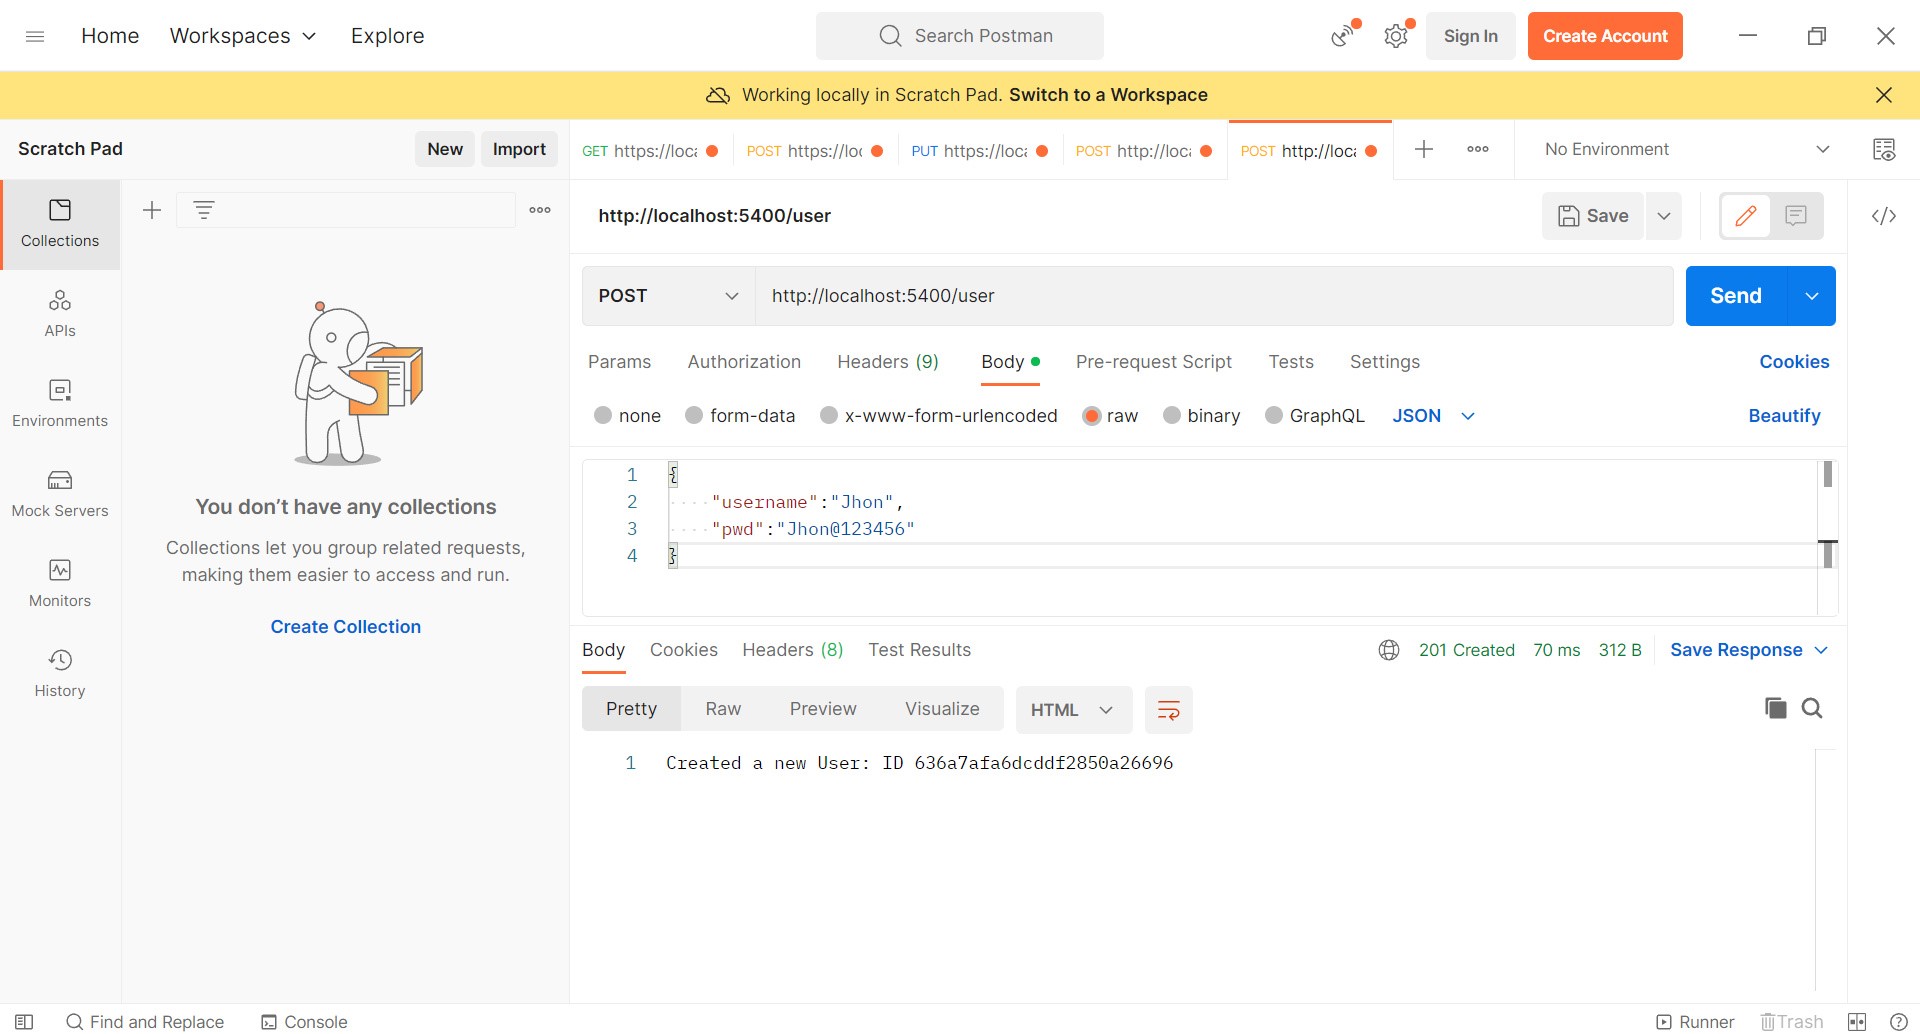 Home Workspaces Explore Search Postman Sign In Create Account
Working locally in Scratch Pad. Switch to a Workspace
Scratch Pad New Import
GET https://loca POST https://loc PUT https://loca POST http://loca POST http://loca No Environment
Collections
APIs
Environments
Mock Servers
Monitors
History
You don’t have any collections
Collections let you group related requests,
making them easier to access and run.
Create Collection
http://localhost:5400/user Save
POST http://localhost:5400/user Send
Params Authorization Headers (9) Body Pre-request Script Tests Settings Cookies
none form-data x-www-form-urlencoded raw binary GraphQL JSON Beautify
1 {
2 "username":"Jhon",
3 "pwd":"Jhon@123456"
4 }
Body Cookies Headers (8) Test Results 201 Created 70 ms 312 B Save Response
Pretty Raw Preview Visualize HTML
1 Created a new User: ID 636a7afa6dcddf2850a26696
Find and Replace Console Runner Trash